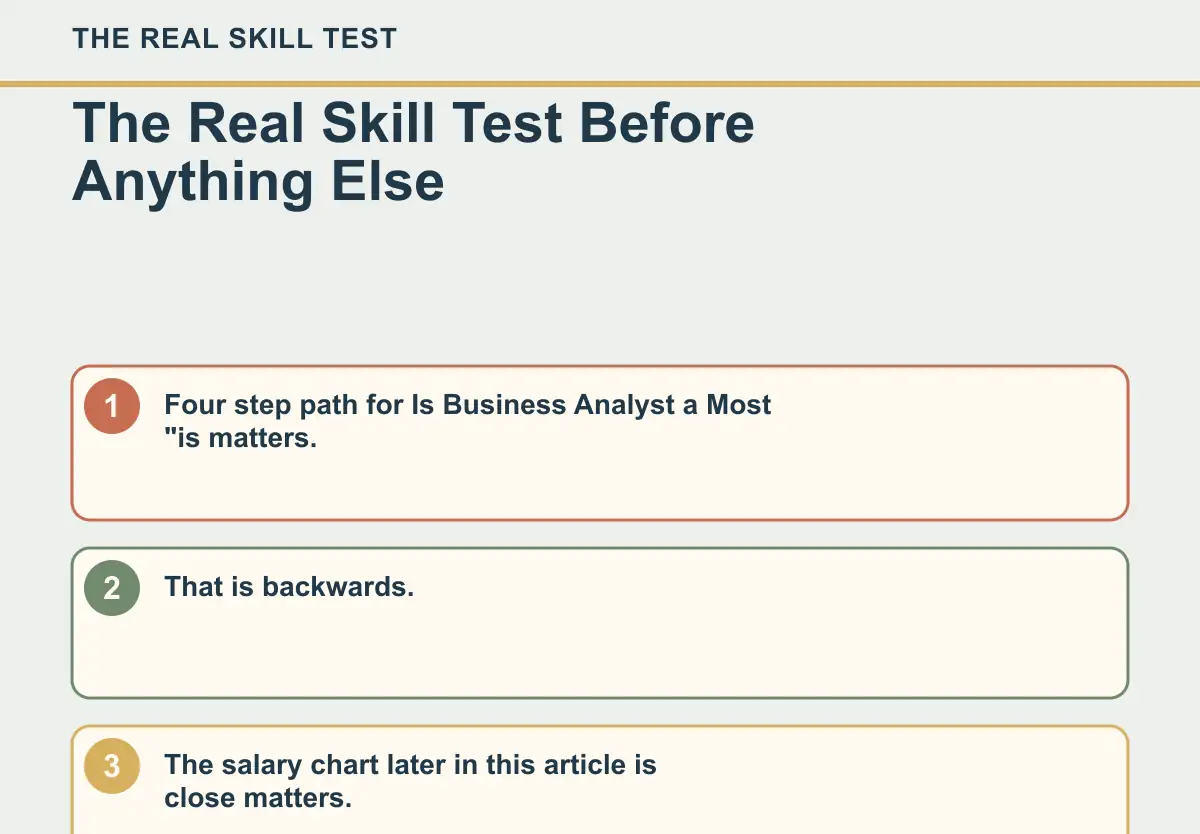 THE REAL SKILL TEST
The Real Skill Test Before
Anything Else
1
Four step path for Is Business Analyst a Most
"is matters.
2
That is backwards.
3
The salary chart later in this article is
close matters.